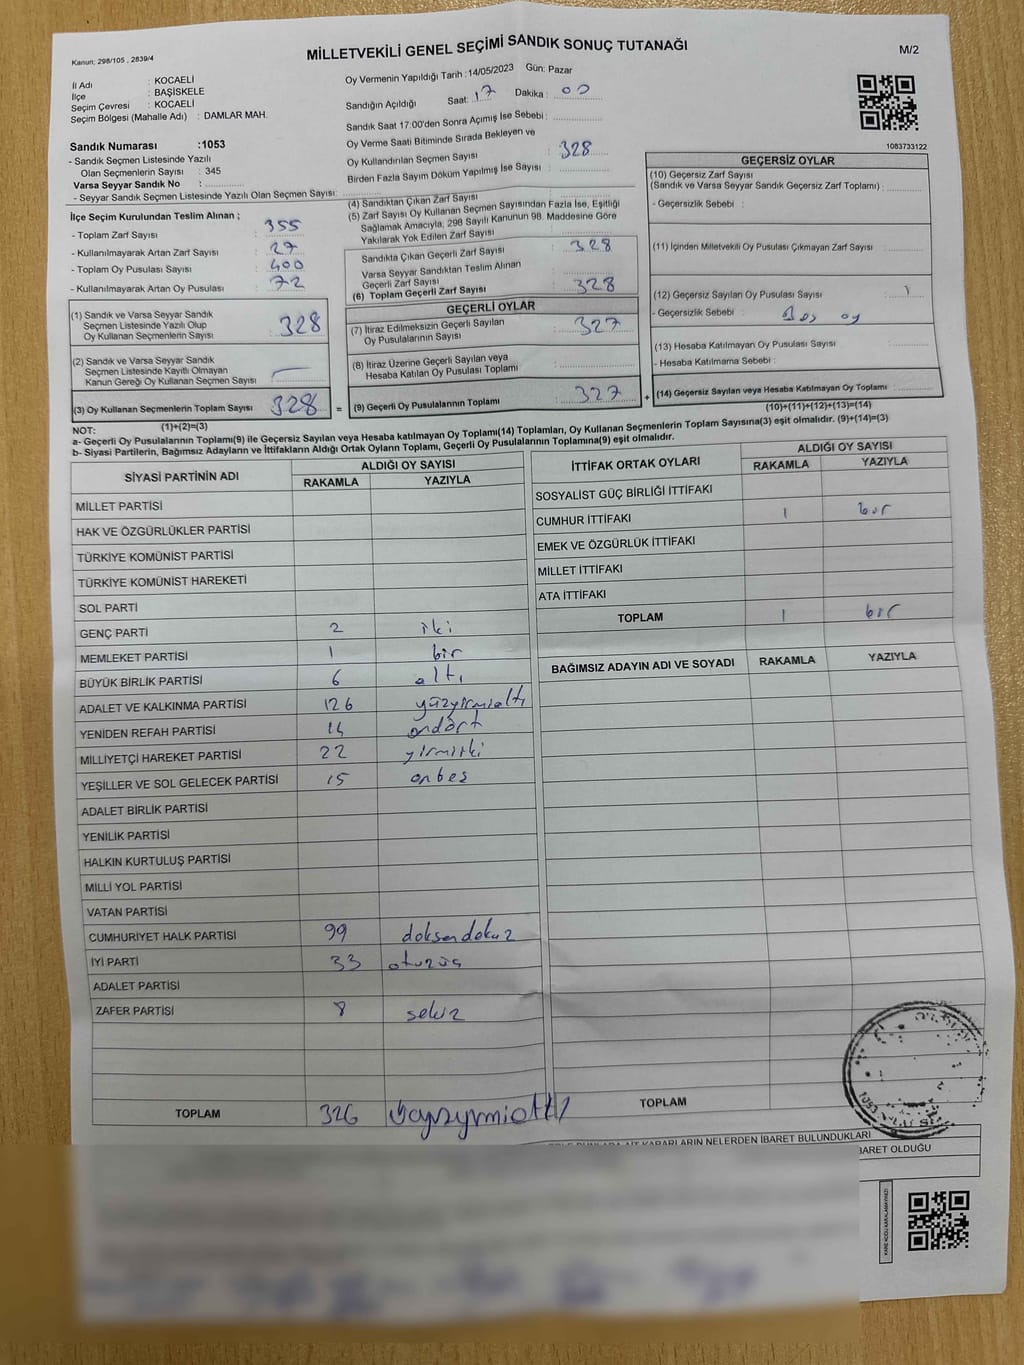 Kanun; 298/105 , 2839/4
MİLLETVEKİLİ GENEL SEÇİMİ SANDIK SONUÇ TUTANAĞI
M/2
İl Adı : KOCAELİ
İlçe : BAŞİSKELE
Seçim Çevresi : KOCAELİ
Seçim Bölgesi (Mahalle Adı) : DAMLAR MAH.
Oy Vermenin Yapıldığı Tarih :14/05/2023 Gün: Pazar
Sandığın Açıldığı Saat: 17 Dakika : 00
Sandık Saat 17:00'den Sonra Açımış İse Sebebi :
Oy Verme Saati Bitiminde Sırada Bekleyen ve
Oy Kullandırılan Seçmen Sayısı : 328
Birden Fazla Sayım Döküm Yapılmış İse Sayısı :
1083733122
Sandık Numarası :1053
- Sandık Seçmen Listesinde Yazılı
Olan Seçmenlerin Sayısı : 345
Varsa Seyyar Sandık No :
- Seyyar Sandık Seçmen Listesinde Yazılı Olan Seçmen Sayısı:
İlçe Seçim Kurulundan Teslim Alınan ;
- Toplam Zarf Sayısı : 355
- Kullanılmayarak Artan Zarf Sayısı : 27
- Toplam Oy Pusulası Sayısı : 400
- Kullanılmayarak Artan Oy Pusulası : 72
(1) Sandık ve Varsa Seyyar Sandık
Seçmen Listesinde Yazılı Olup
Oy Kullanan Seçmenlerin Sayısı : 328
(2) Sandık ve Varsa Seyyar Sandık
Seçmen Listesinde Kayıtlı Olmayan
Kanun Gereği Oy Kullanan Seçmen Sayısı :
(3) Oy Kullanan Seçmenlerin Toplam Sayısı : 328 =
(1)+(2)=(3)
(4) Sandıktan Çıkan Zarf Sayısı :
(5) Zarf Sayısı Oy Kullanan Seçmen Sayısından Fazla İse, Eşitliği
Sağlamak Amacıyla, 298 Sayılı Kanunun 98. Maddesine Göre
Yakılarak Yok Edilen Zarf Sayısı :
Sandıkta Çıkan Geçerli Zarf Sayısı : 328
Varsa Seyyar Sandıktan Teslim Alınan
Geçerli Zarf Sayısı :
(6) Toplam Geçerli Zarf Sayısı : 328
GEÇERLİ OYLAR
(7) İtiraz Edilmeksizin Geçerli Sayılan
Oy Pusulalarının Sayısı : 327
(8) İtiraz Üzerine Geçerli Sayılan veya
Hesaba Katılan Oy Pusulası Toplamı :
(9) Geçerli Oy Pusulalarının Toplamı : 327 +
GEÇERSİZ OYLAR
(10) Geçersiz Zarf Sayısı
(Sandık ve Varsa Seyyar Sandık Geçersiz Zarf Toplamı) :
- Geçersizlik Sebebi :
(11) İçinden Milletvekili Oy Pusulası Çıkmayan Zarf Sayısı :
(12) Geçersiz Sayılan Oy Pusulası Sayısı : 1
- Geçersizlik Sebebi : Boş oy
(13) Hesaba Katılmayan Oy Pusulası Sayısı :
- Hesaba Katılmama Sebebi :
(14) Geçersiz Sayılan veya Hesaba Katılmayan Oy Toplamı :
(10)+(11)+(12)+(13)=(14)
NOT:
a- Geçerli Oy Pusulalarının Toplamı(9) ile Geçersiz Sayılan veya Hesaba katılmayan Oy Toplamı(14) Toplamları, Oy Kullanan Seçmenlerin Toplam Sayısına(3) eşit olmalıdır. (9)+(14)=(3)
b- Siyasi Partilerin, Bağımsız Adayların ve İttifakların Aldığı Ortak Oyların Toplamı, Geçerli Oy Pusulalarının Toplamına(9) eşit olmalıdır.
SİYASİ PARTİNİN ADI
ALDIĞI OY SAYISI
RAKAMLA YAZIYLA
MİLLET PARTİSİ
HAK VE ÖZGÜRLÜKLER PARTİSİ
TÜRKİYE KOMÜNİST PARTİSİ
TÜRKİYE KOMÜNİST HAREKETİ
SOL PARTİ
GENÇ PARTİ 2 iki
MEMLEKET PARTİSİ 1 bir
BÜYÜK BİRLİK PARTİSİ 6 altı
ADALET VE KALKINMA PARTİSİ 126 yüzyirmialtı
YENİDEN REFAH PARTİSİ 14 ondört
MİLLİYETÇİ HAREKET PARTİSİ 22 yirmiiki
YEŞİLLER VE SOL GELECEK PARTİSİ 15 onbeş
ADALET BİRLİK PARTİSİ
YENİLİK PARTİSİ
HALKIN KURTULUŞ PARTİSİ
MİLLİ YOL PARTİSİ
VATAN PARTİSİ
CUMHURİYET HALK PARTİSİ 99 doksandokuz
İYİ PARTİ 33 otuzüç
ADALET PARTİSİ
ZAFER PARTİSİ 8 sekiz
TOPLAM 326 üçyüzyirmialtı
İTTİFAK ORTAK OYLARI
ALDIĞI OY SAYISI
RAKAMLA YAZIYLA
SOSYALİST GÜÇ BİRLİĞİ İTTİFAKI
CUMHUR İTTİFAKI 1 bir
EMEK VE ÖZGÜRLÜK İTTİFAKI
MİLLET İTTİFAKI
ATA İTTİFAKI
TOPLAM 1 bir
BAĞIMSIZ ADAYIN ADI VE SOYADI RAKAMLA YAZIYLA
TOPLAM
1053
KARARLARIN NELERDEN İBARET BULUNDUKLARI
İBARET OLDUĞU